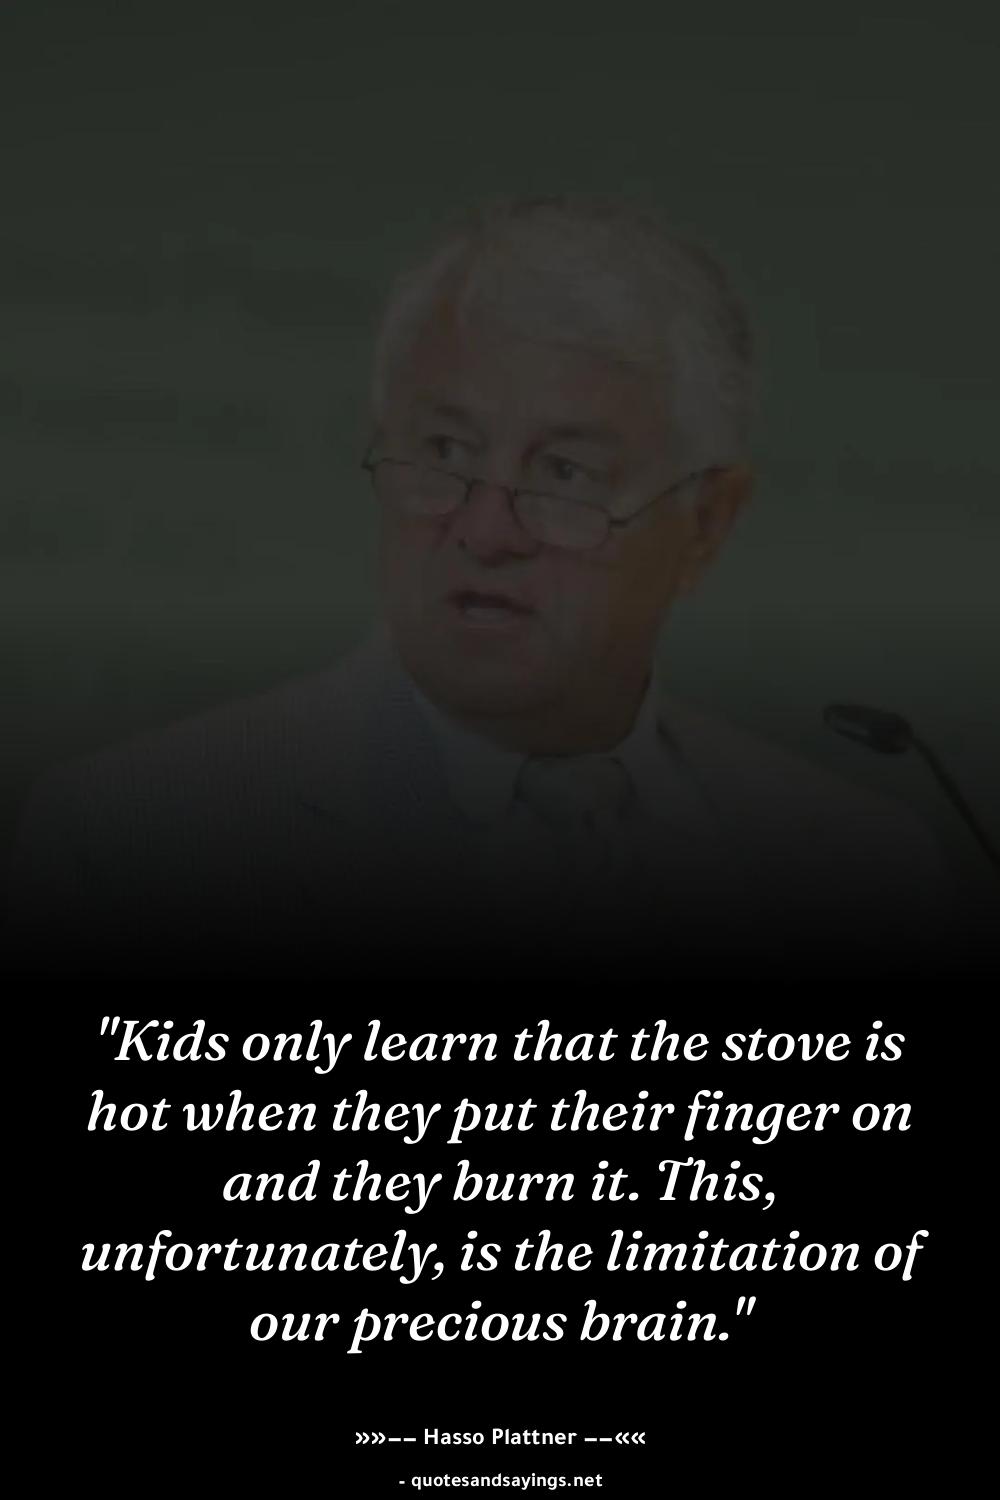 "Kids only learn that the stove is
hot when they put their finger on
and they burn it. This,
unfortunately, is the limitation of
our precious brain."
»»–– Hasso Plattner ––««
- quotesandsayings.net